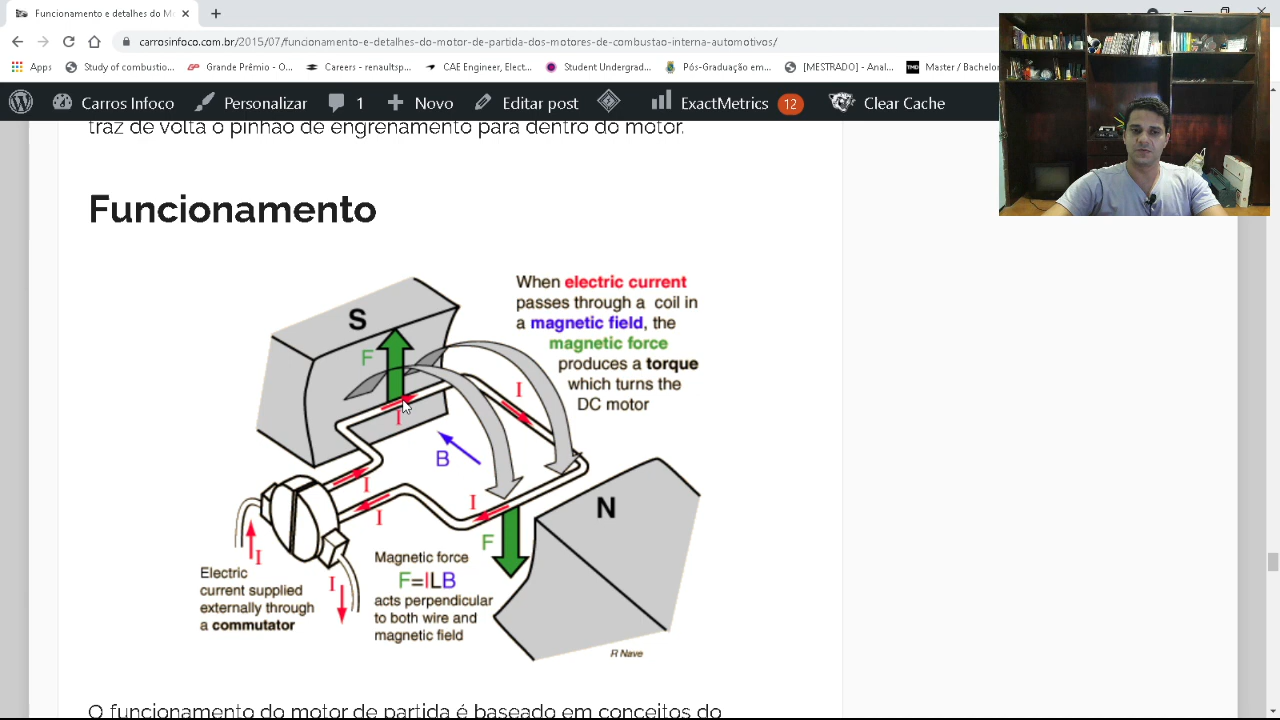 Funcionamento e detalhes do M
carrosinfoco.com.br/2015/07/funcionamento-e-detalhes-do-motor-de-partida-dos-motores-de-combustao-interna-automotivos/
Apps Study of combustio... Grande Prêmio - O... Careers - renaultsp... CAE Engineer, Elect... Student Undergrad... Pós-Graduação em... [MESTRADO] - Anal... TMD Master / Bachelor
Carros Infoco Personalizar 1 Novo Editar post ExactMetrics 12 Clear Cache
traz de volta o pinhão de engrenamento para dentro do motor.
Funcionamento
When electric current
passes through a coil in
a magnetic field, the
magnetic force
produces a torque
which turns the
DC motor
S
F
I
I
B
I
I
I
N
F
I
I
Electric
current supplied
externally through
a commutator
Magnetic force
F=ILB
acts perpendicular
to both wire and
magnetic field
R Nave
O funcionamento do motor de partida é baseado em conceitos do